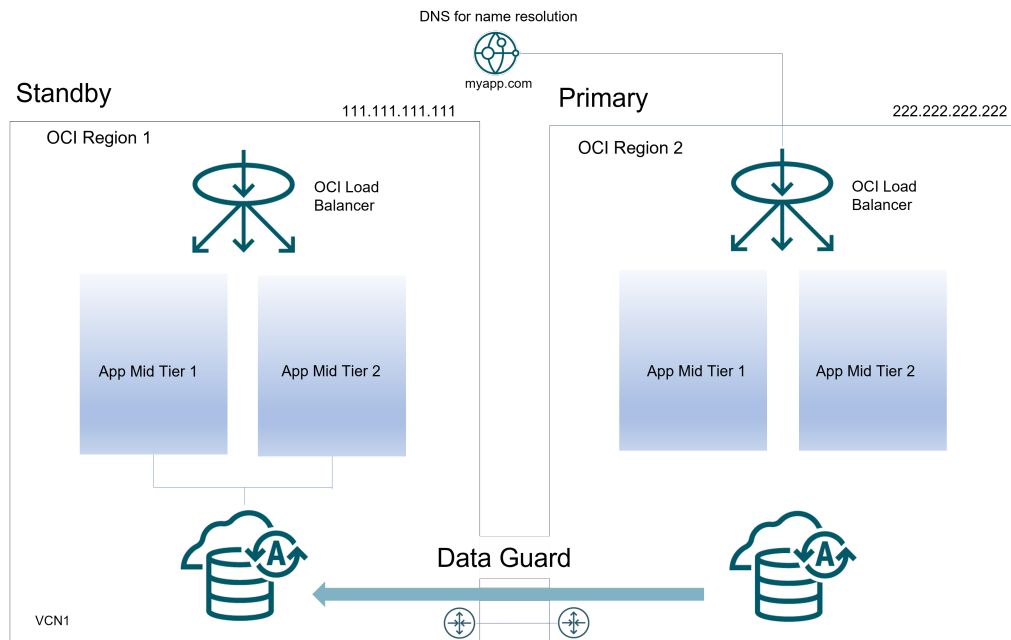 DNS for name resolution
myapp.com
Standby
111.111.111.111
Primary
222.222.222.222
OCI Region 1
OCI Load
Balancer
App Mid Tier 1
App Mid Tier 2
OCI Region 2
OCI Load
Balancer
App Mid Tier 1
App Mid Tier 2
A
Data Guard
A
VCN1